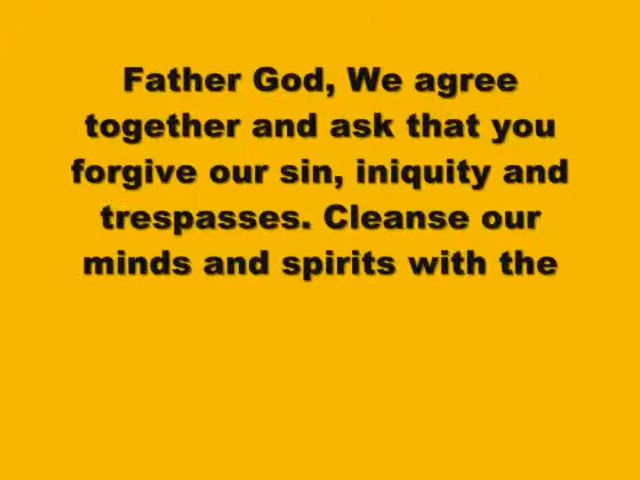 Father God, We agree
together and ask that you
forgive our sin, iniquity and
trespasses. Cleanse our
minds and spirits with the